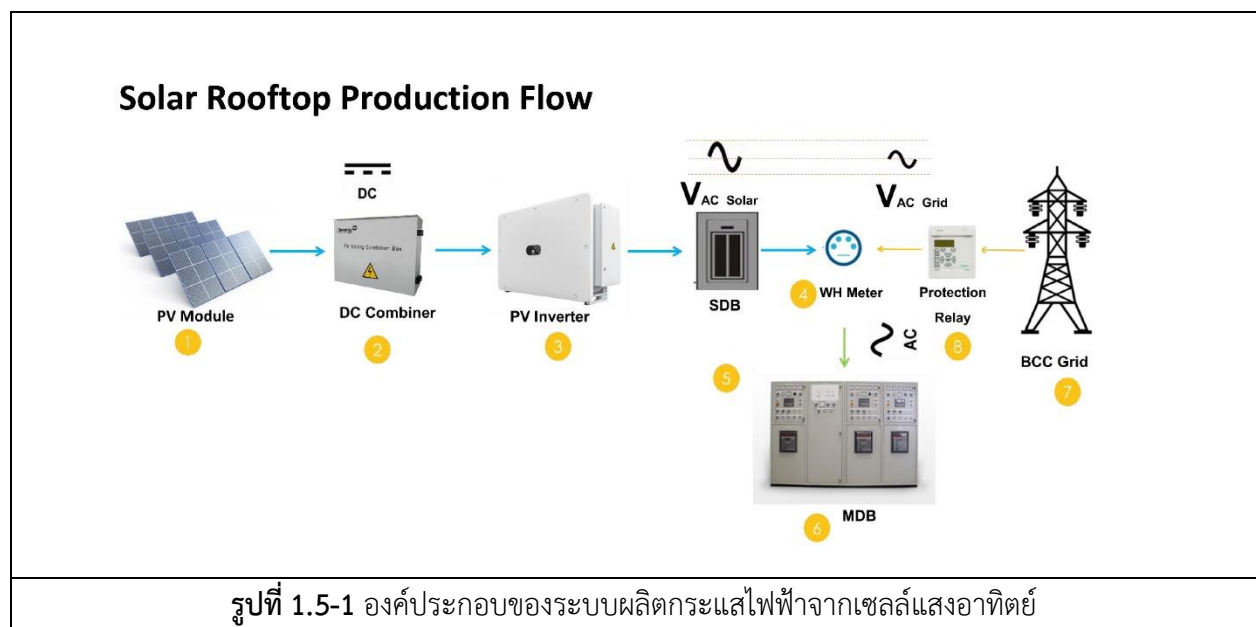 Solar Rooftop Production Flow
DC
V AC Solar
V AC Grid
PV String Combiner Box
PV Module
DC Combiner
PV Inverter
SDB
WH Meter
Protection
Relay
BCC Grid
1
2
3
4
5
8
7
AC
6
MDB
รูปที่ 1.5-1 องค์ประกอบของระบบผลิตกระแสไฟฟ้าจากเซลล์แสงอาทิตย์